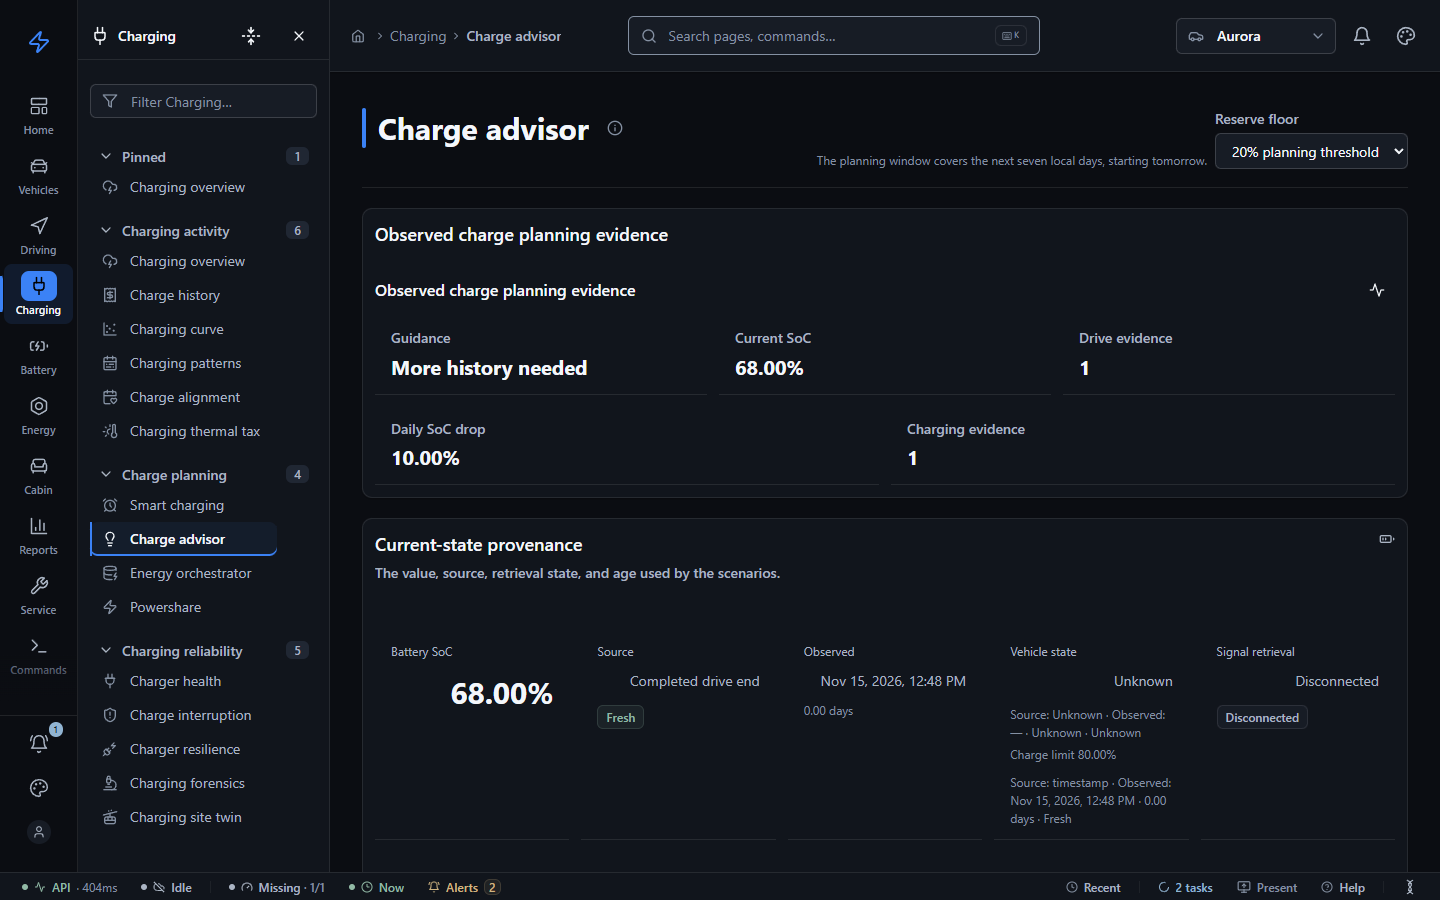 Home
Vehicles
Driving
Charging
Battery
Energy
Cabin
Reports
Service
Commands
1
Charging
Filter Charging...
Pinned
1
Charging overview
Charging activity
6
Charging overview
Charge history
Charging curve
Charging patterns
Charge alignment
Charging thermal tax
Charge planning
4
Smart charging
Charge advisor
Energy orchestrator
Powershare
Charging reliability
5
Charger health
Charge interruption
Charger resilience
Charging forensics
Charging site twin
Charging
Charge advisor
Search pages, commands...
K
Aurora
Charge advisor
The planning window covers the next seven local days, starting tomorrow.
Reserve floor
20% planning threshold
Observed charge planning evidence
Observed charge planning evidence
Guidance
More history needed
Current SoC
68.00%
Drive evidence
1
Daily SoC drop
10.00%
Charging evidence
1
Current-state provenance
The value, source, retrieval state, and age used by the scenarios.
Battery SoC
68.00%
Source
Completed drive end
Fresh
Observed
Nov 15, 2026, 12:48 PM
0.00 days
Vehicle state
Unknown
Source: Unknown · Observed:
— · Unknown · Unknown
Charge limit 80.00%
Source: timestamp · Observed:
Nov 15, 2026, 12:48 PM · 0.00
days · Fresh
Signal retrieval
Disconnected
Disconnected
API · 404ms
Idle
Missing · 1/1
Now
Alerts 2
Recent
2 tasks
Present
Help